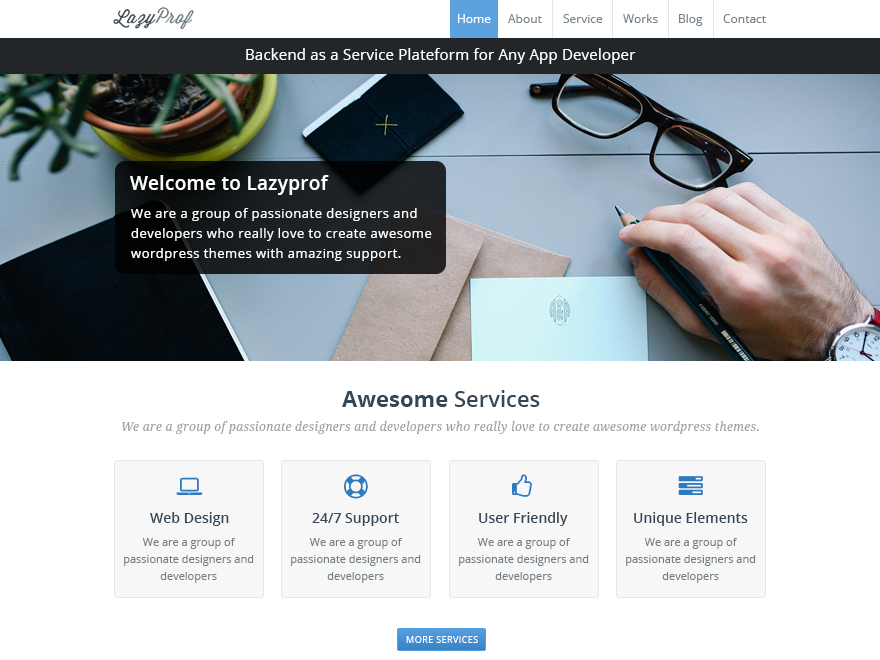 LazyProf
Home About Service Works Blog Contact
Backend as a Service Plateform for Any App Developer
Welcome to Lazyprof
We are a group of passionate designers and
developers who really love to create awesome
wordpress themes with amazing support.
Awesome Services
We are a group of passionate designers and developers who really love to create awesome wordpress themes.
Web Design
We are a group of
passionate designers and
developers
24/7 Support
We are a group of
passionate designers and
developers
User Friendly
We are a group of
passionate designers and
developers
Unique Elements
We are a group of
passionate designers and
developers
MORE SERVICES